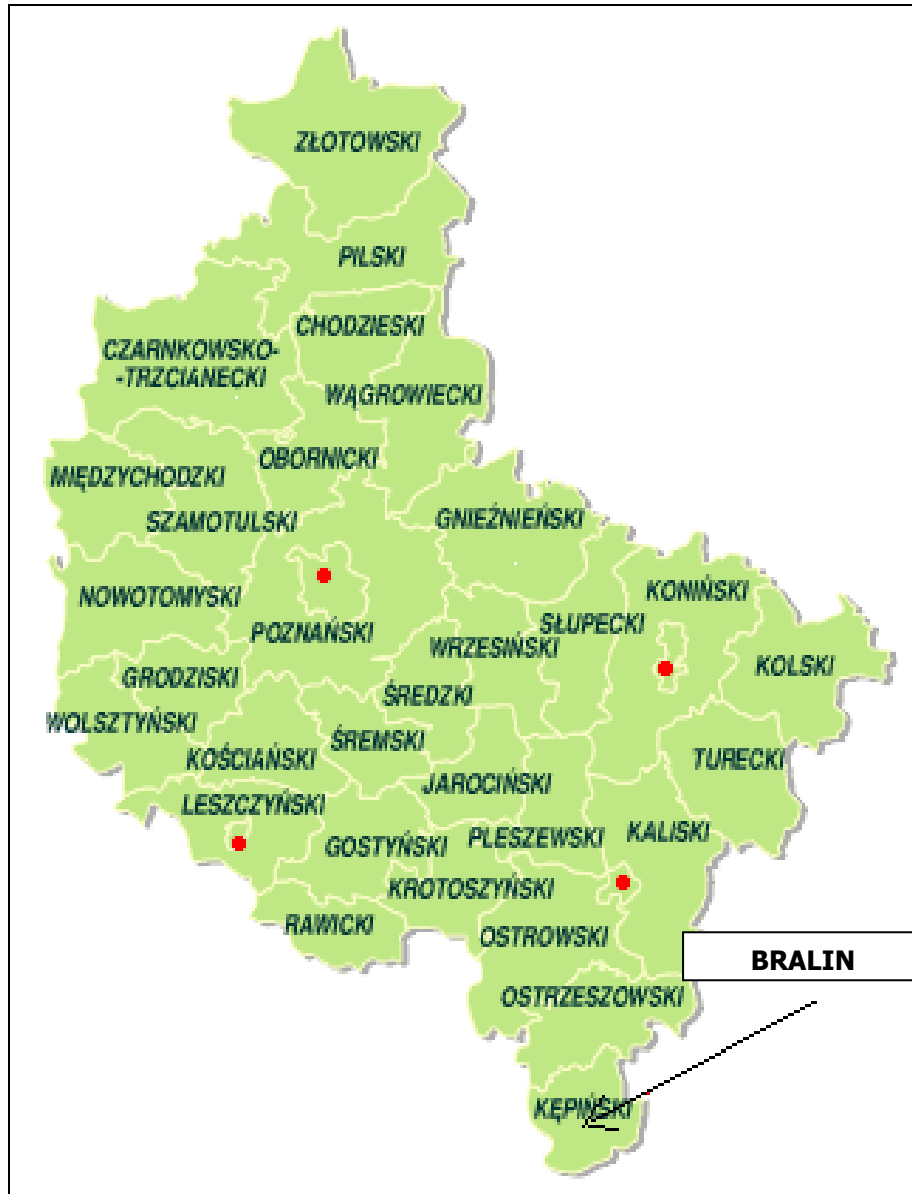 ZŁOTOWSKI
PILSKI
CHODZIESKI
CZARNKOWSKO-
-TRZCIANECKI
WĄGROWIECKI
OBORNICKI
MIĘDZYCHODZKI
SZAMOTULSKI
GNIEŹNIEŃSKI
KONIŃSKI
NOWOTOMYSKI
SŁUPECKI
POZNAŃSKI
WRZESIŃSKI
KOLSKI
GRODZISKI
ŚREDZKI
WOLSZTYŃSKI
ŚREMSKI
KOŚCIAŃSKI
TURECKI
JAROCIŃSKI
LESZCZYŃSKI
KALISKI
PLESZEWSKI
GOSTYŃSKI
KROTOSZYŃSKI
RAWICKI
OSTROWSKI
BRALIN
OSTRZESZOWSKI
KĘPIŃSKI